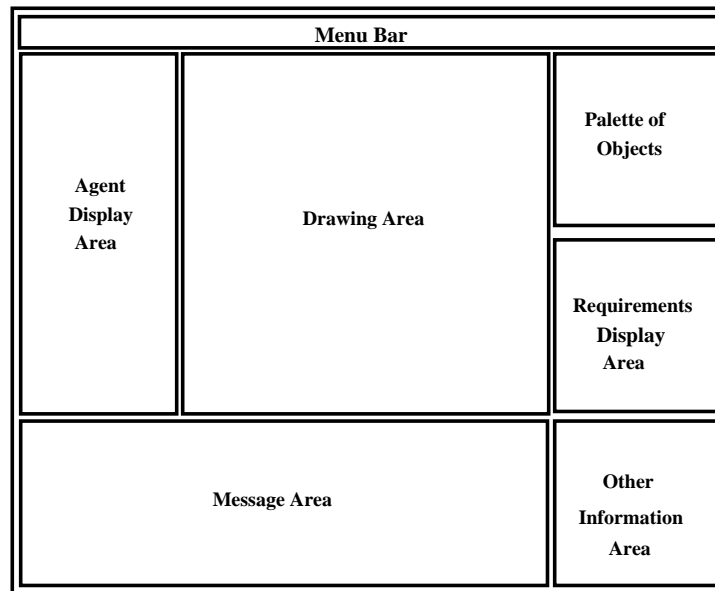 Menu Bar
Agent
Display
Area
Drawing Area
Palette of
Objects
Requirements
Display
Area
Message Area
Other
Information
Area